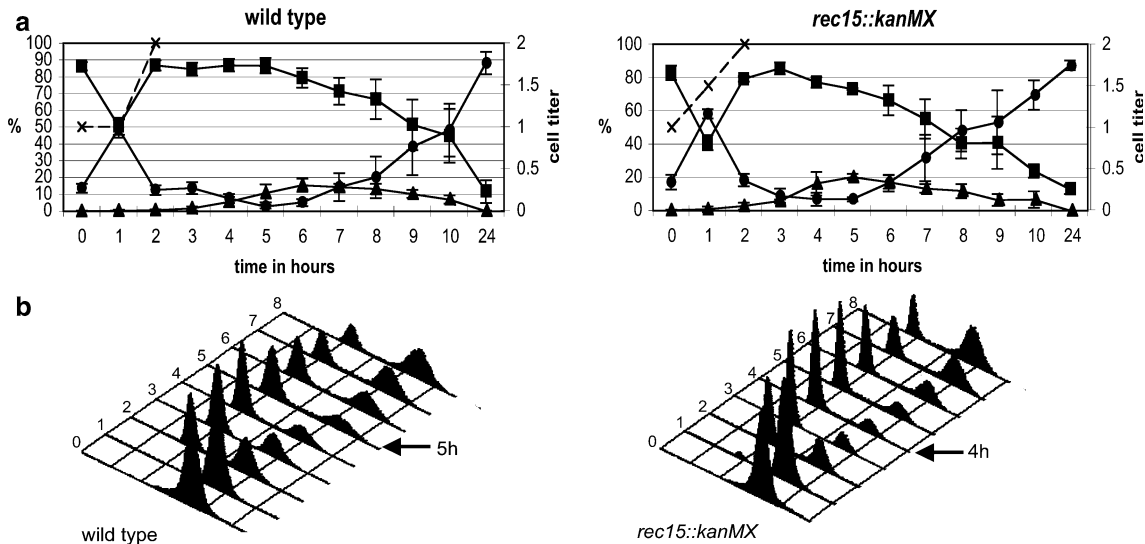 a
wild type
100
90
80
70
60
50
40
30
20
10
0
%
2
1.5
1
0.5
0
cell titer
0 1 2 3 4 5 6 7 8 9 10 24
time in hours
rec15::kanMX
100
80
60
40
20
0
%
2
1.5
1
0.5
0
cell titer
0 1 2 3 4 5 6 7 8 9 10 24
time in hours
b
0 1 2 3 4 5 6 7 8
5h
wild type
0 1 2 3 4 5 6 7 8
4h
rec15::kanMX